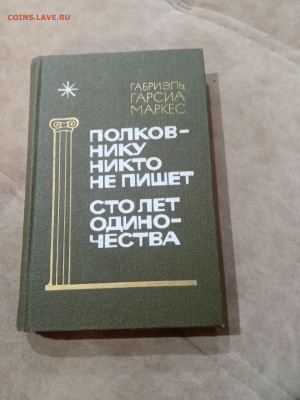 COINS.LAVE.RU
ГАБРИЭЛЬ
ГАРСИА
МАРКЕС
ПОЛКОВ-
НИКУ
НИКТО
НЕ ПИШЕТ
СТО ЛЕТ
ОДИНО-
ЧЕСТВА